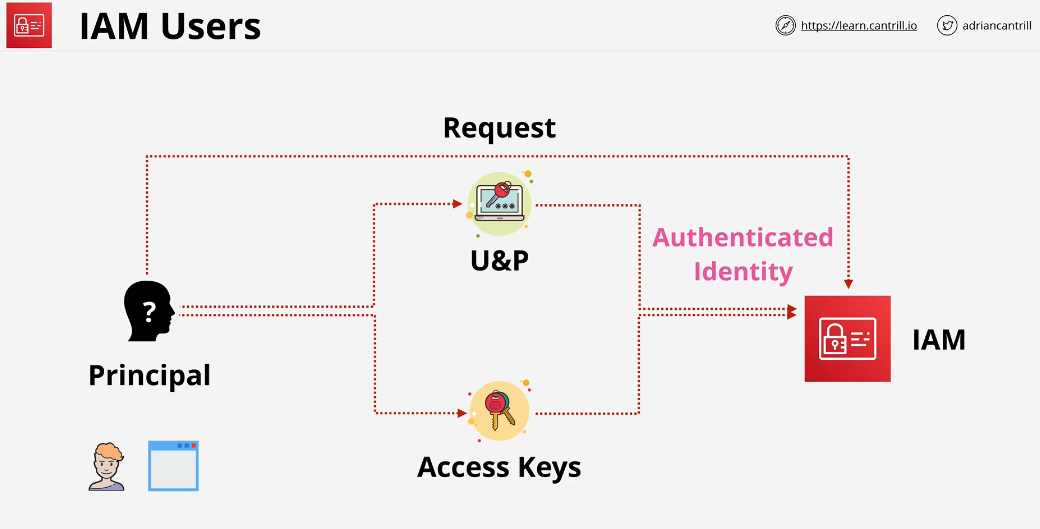 IAM Users
https://learn.cantrill.io
adriancantrill
Request
U&P
Authenticated
Identity
?
Principal
IAM
Access Keys